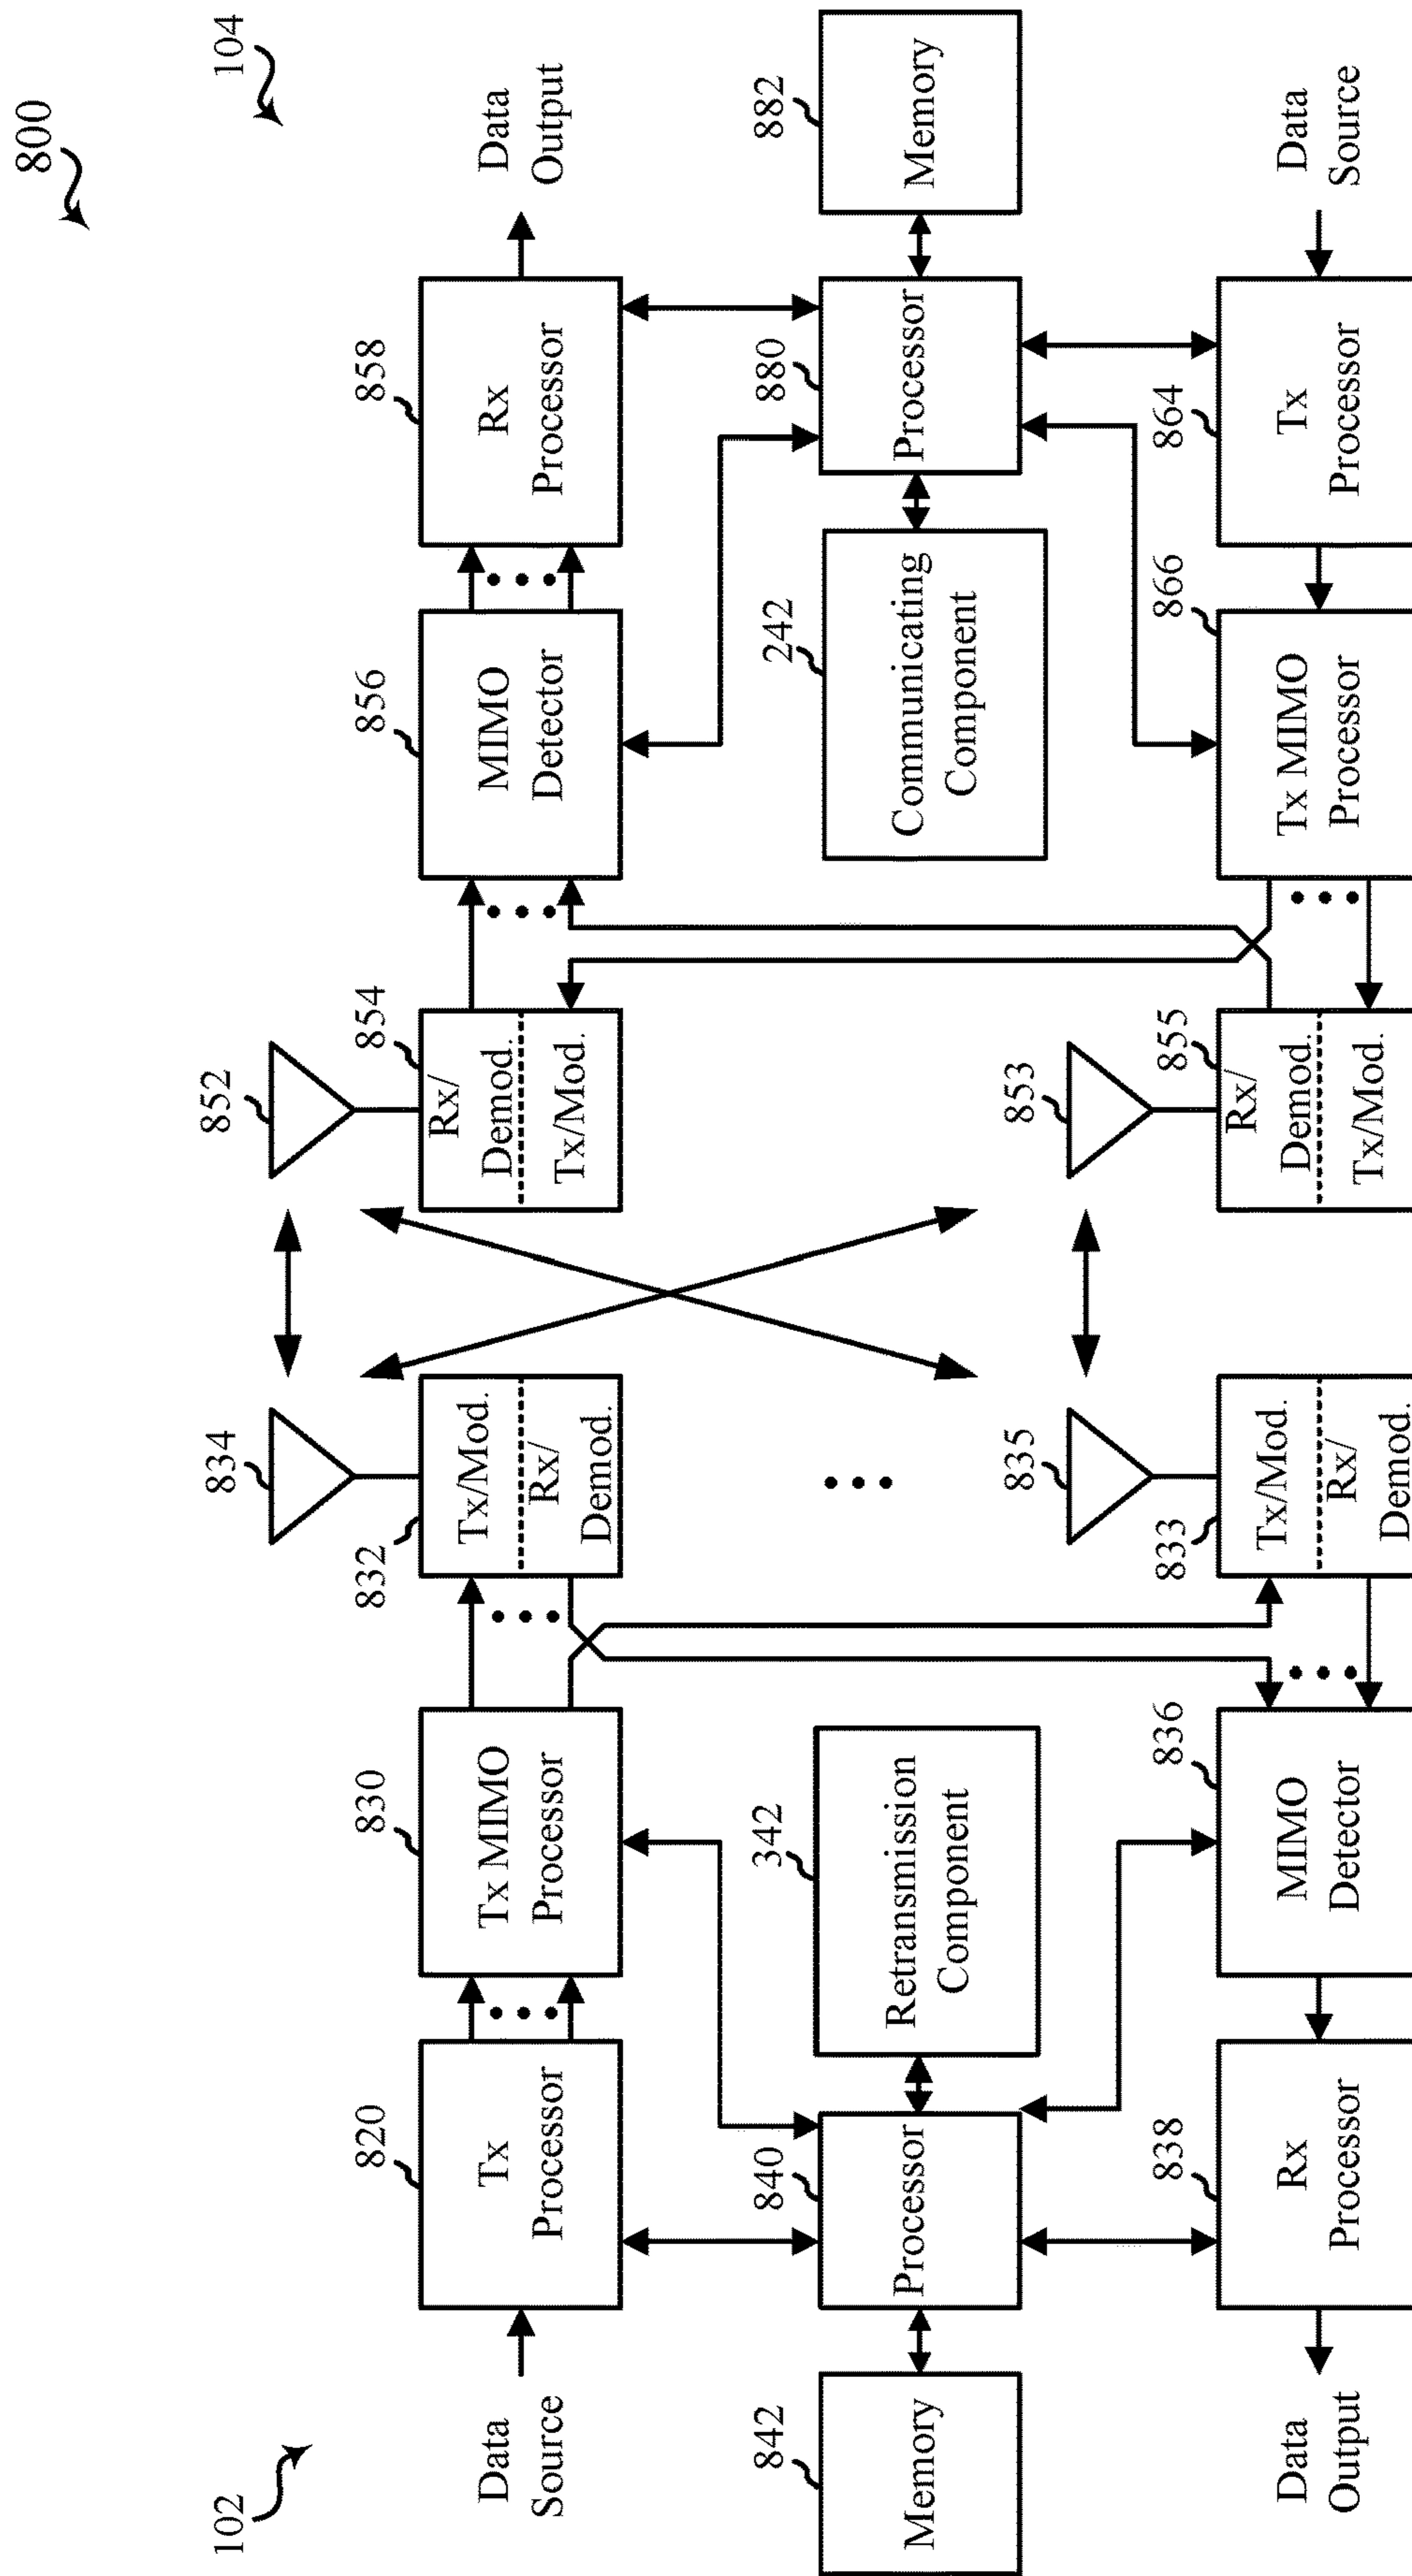 800
102
104
834
852
820
830
832
854
856
858
Data
Source
Tx
Processor
Tx MIMO
Processor
Tx/Mod.
Rx/
Demod.
Rx/
Demod.
Tx/Mod.
MIMO
Detector
Rx
Processor
Data
Output
842
840
342
242
880
882
Memory
Processor
Retransmission
Component
Communicating
Component
Processor
Memory
835
853
838
836
833
855
866
864
Data
Output
Rx
Processor
MIMO
Detector
Tx/Mod.
Rx/
Demod.
Rx/
Demod.
Tx/Mod.
Tx MIMO
Processor
Tx
Processor
Data
Source